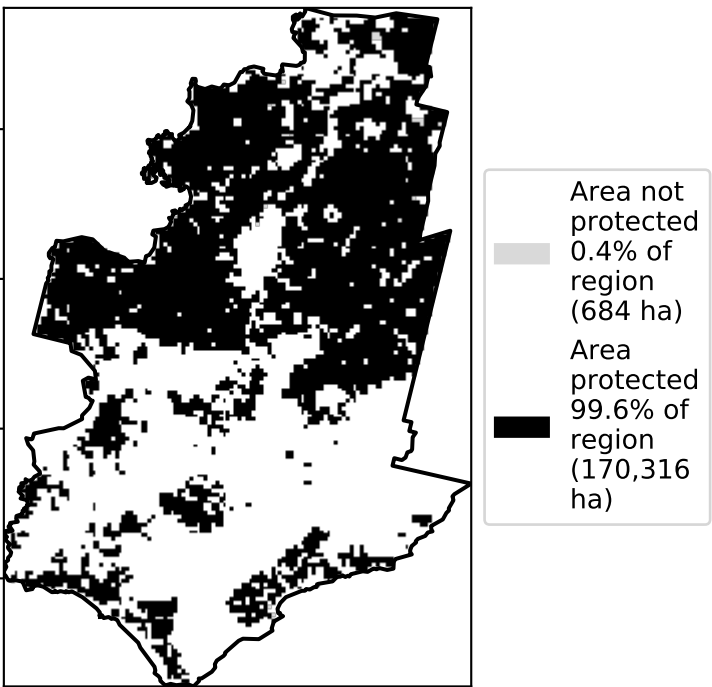 Area not
protected
0.4% of
region
(684 ha)
Area
protected
99.6% of
region
(170,316
ha)